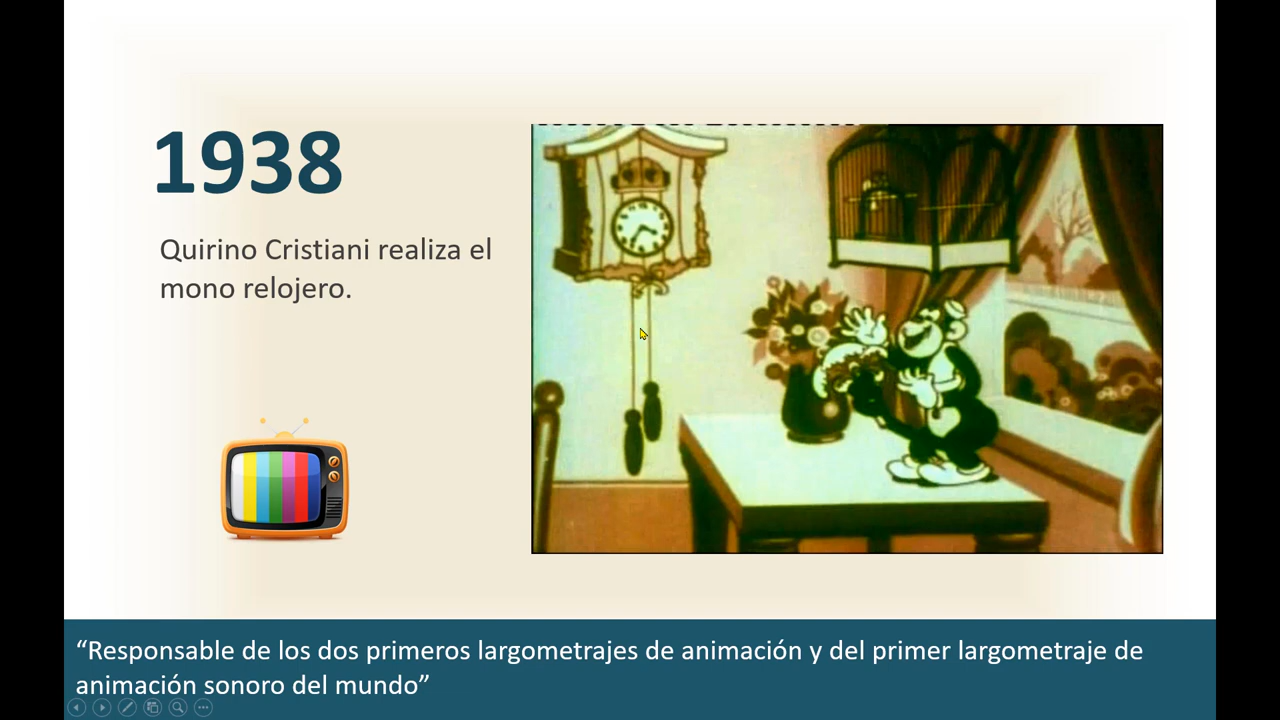 1938
Quirino Cristiani realiza el
mono relojero.
“Responsable de los dos primeros largometrajes de animación y del primer largometraje de
animación sonoro del mundo”